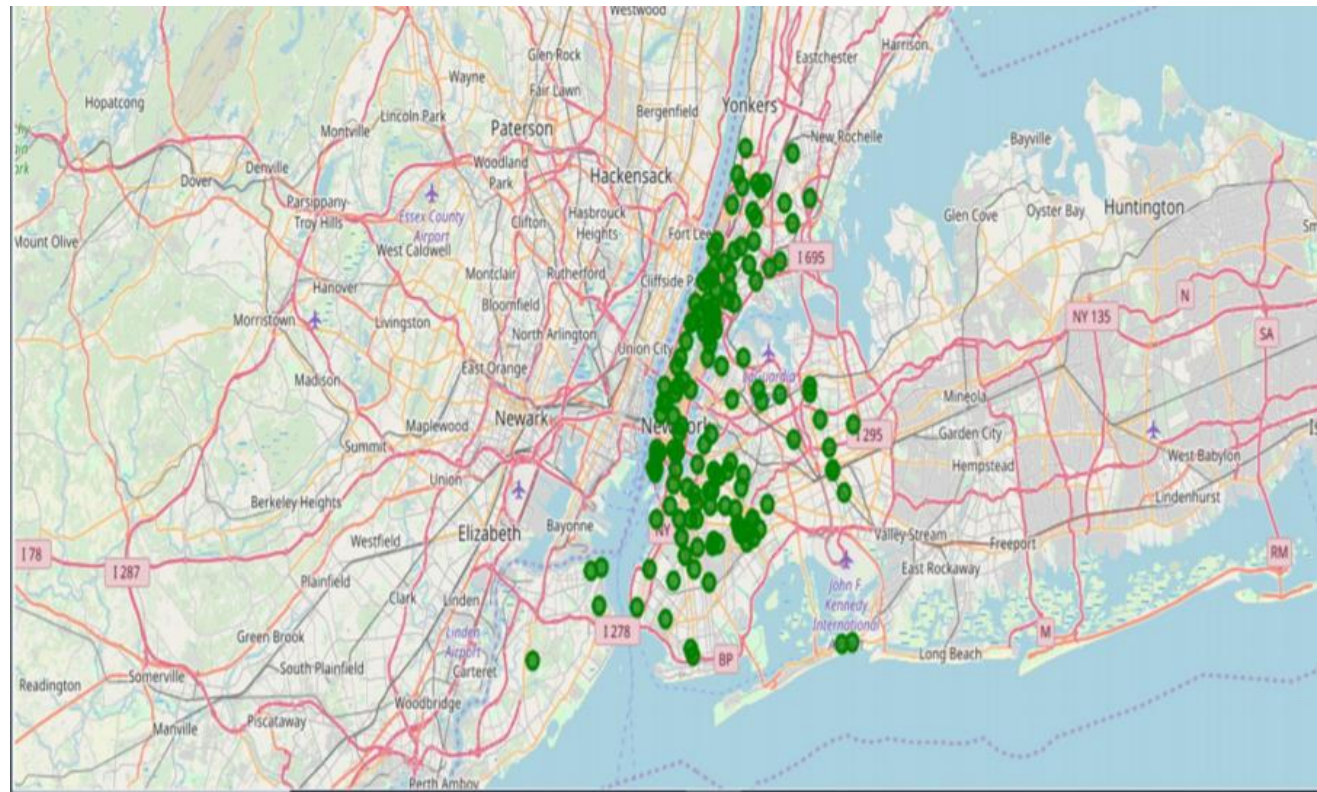 Westwood
Harrison
Glen Rock
Eastchester
Wayne
Fair Lawn
Hopatcong
Lincoln Park
Bergenfield
Yonkers
Montville
Paterson
New Rochelle
Bayville
Denville
Woodland
Park
Dover
Hackensack
Parsippany-
Troy Hills
Essex County
Airport
Clifton
Hasbrouck
Heights
Glen Cove
Oyster Bay
Huntington
Mount Olive
West Caldwell
Fort Lee
I 695
Montclair
Rutherford
Cliffside Pa
Hanover
Bloomfield
N
Morristown
Livingston
North Arlington
NY 135
SA
Union City
East Orange
Madison
Mineola
Maplewood
Newark
New York
I 295
Garden City
Summit
Hempstead
West Babylon
Union
Berkeley Heights
Lindenhurst
Elizabeth
Bayonne
NY
Valley Stream
Freeport
Westfield
I 78
I 287
East Rockaway
RM
Plainfield
John F
Kennedy
International
Clark
Linden
Green Brook
Linden
Airport
I 278
M
South Plainfield
Carteret
BP
Long Beach
Somerville
Readington
Woodbridge
Piscataway
Manville
Perth Amboy